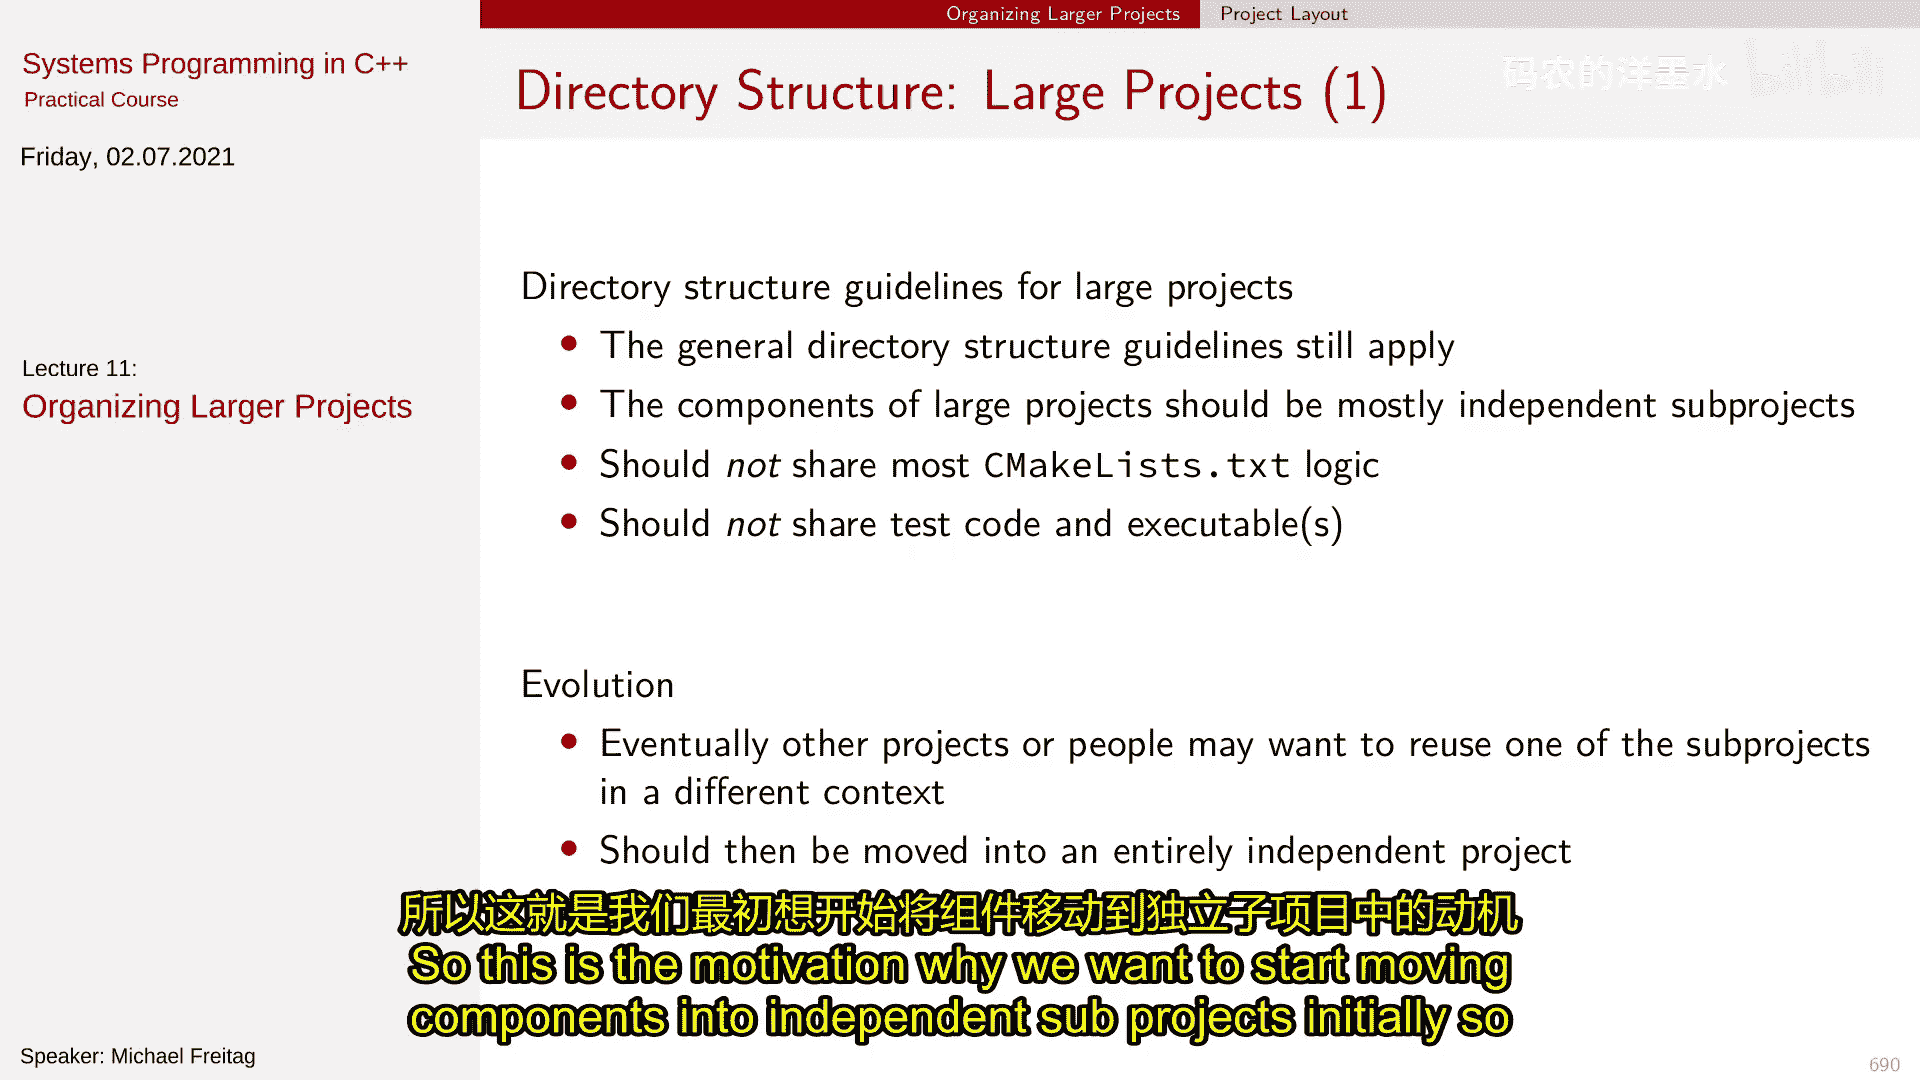 Organizing Larger Projects Project Layout
Systems Programming in C++
Practical Course
Friday, 02.07.2021
Lecture 11:
Organizing Larger Projects
Speaker: Michael Freitag
Directory Structure: Large Projects (1)
码农的洋墨水 bilibili
Directory structure guidelines for large projects
• The general directory structure guidelines still apply
• The components of large projects should be mostly independent subprojects
• Should not share most CMakeLists.txt logic
• Should not share test code and executable(s)
Evolution
• Eventually other projects or people may want to reuse one of the subprojects
in a different context
• Should then be moved into an entirely independent project
所以这就是我们最初想开始将组件移动到独立子项目中的动机
So this is the motivation why we want to start moving
components into independent sub projects initially so
690